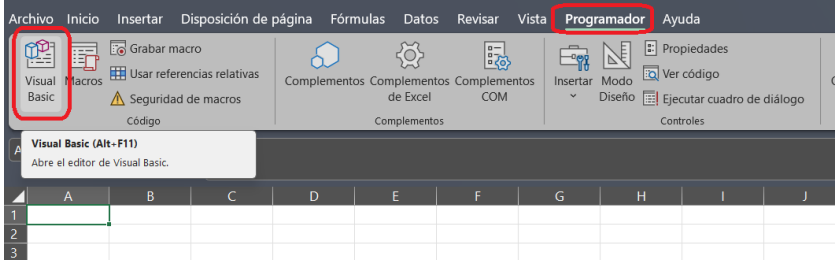 Archivo Inicio Insertar Disposición de página Fórmulas Datos Revisar Vista Programador Ayuda
Visual Basic
Macros
Grabar macro
Usar referencias relativas
Seguridad de macros
Código
Complementos
Complementos de Excel
Complementos COM
Complementos
Insertar
Modo Diseño
Propiedades
Ver código
Ejecutar cuadro de diálogo
Controles
Visual Basic (Alt+F11)
Abre el editor de Visual Basic.
A B C D E F G H I J
1
2
3